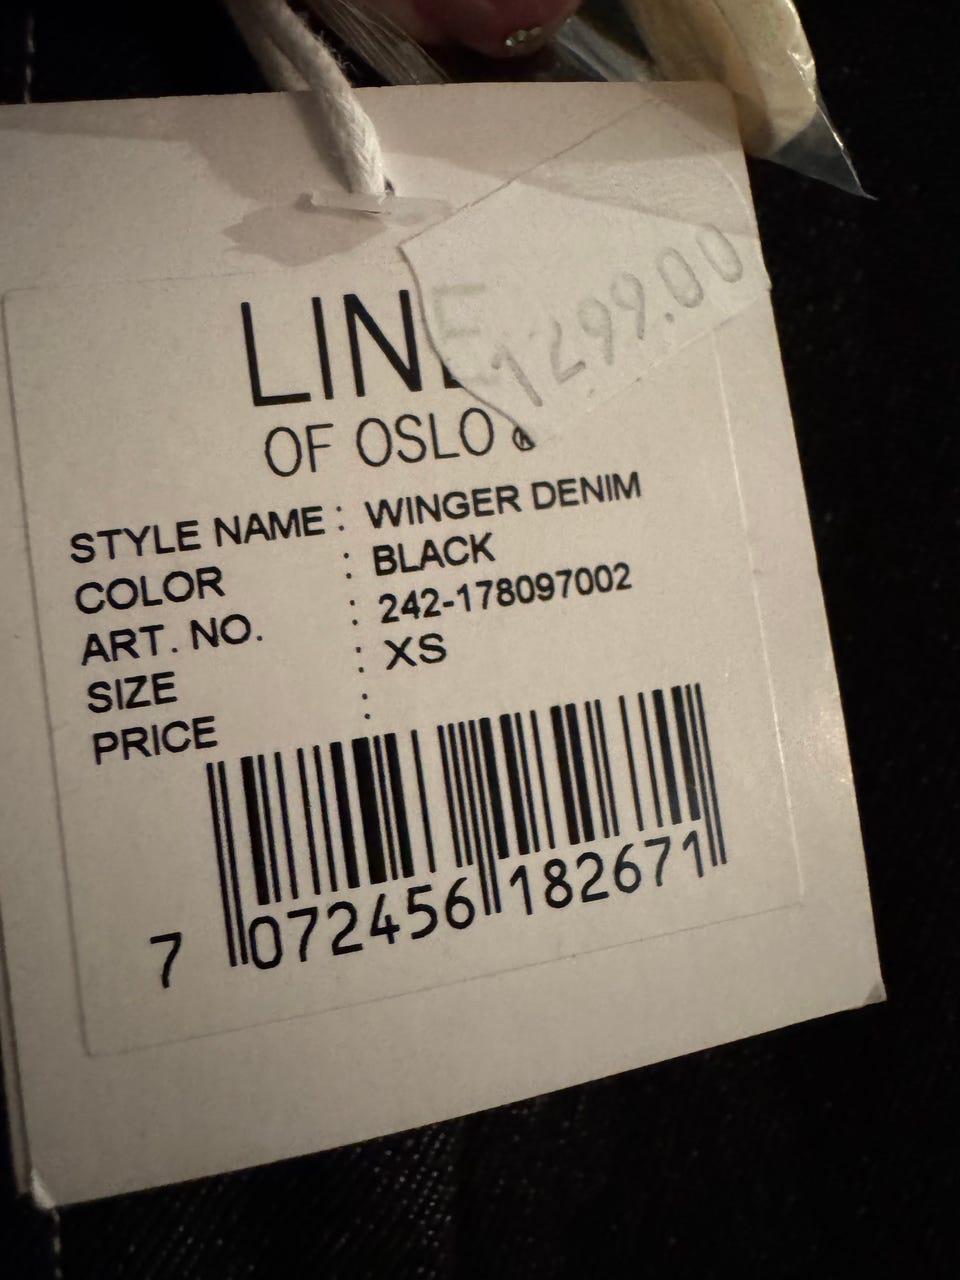 LINE
1299.00
OF OSLO ®
STYLE NAME : WINGER DENIM
COLOR : BLACK
ART. NO. : 242-178097002
SIZE : XS
PRICE :
7 072456 182671